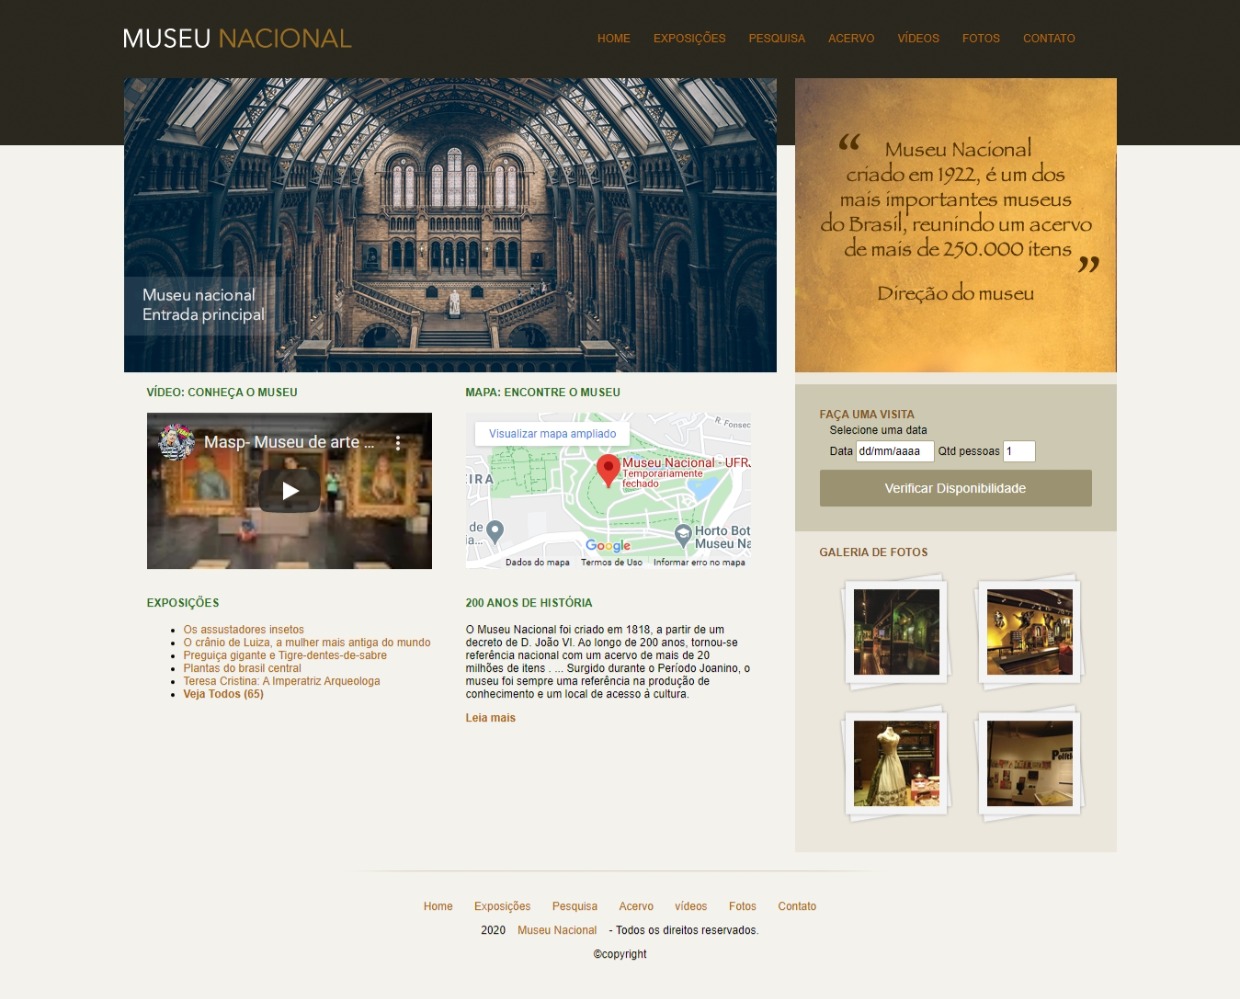 MUSEU NACIONAL
HOME EXPOSIÇÕES PESQUISA ACERVO VÍDEOS FOTOS CONTATO
Museu nacional
Entrada principal
“ Museu Nacional
criado em 1922, é um dos
mais importantes museus
do Brasil, reunindo um acervo
de mais de 250.000 itens ”
Direção do museu
VÍDEO: CONHEÇA O MUSEU
Masp- Museu de arte ...
MAPA: ENCONTRE O MUSEU
Visualizar mapa ampliado
R. Fonsec
Museu Nacional - UFRJ
Temporariamente
fechado
EIRA
de
ia...
Horto Bot
Museu Na
Google
Dados do mapa Termos de Uso Informar erro no mapa
FAÇA UMA VISITA
Selecione uma data
Data dd/mm/aaaa Qtd pessoas 1
Verificar Disponibilidade
GALERIA DE FOTOS
EXPOSIÇÕES
Os assustadores insetos
O crânio de Luiza, a mulher mais antiga do mundo
Preguiça gigante e Tigre-dentes-de-sabre
Plantas do brasil central
Teresa Cristina: A Imperatriz Arqueologa
Veja Todos (65)
200 ANOS DE HISTÓRIA
O Museu Nacional foi criado em 1818, a partir de um
decreto de D. João VI. Ao longo de 200 anos, tornou-se
referência nacional com um acervo de mais de 20
milhões de itens . ... Surgido durante o Período Joanino, o
museu foi sempre uma referência na produção de
conhecimento e um local de acesso á cultura.
Leia mais
Home Exposições Pesquisa Acervo vídeos Fotos Contato
2020 Museu Nacional - Todos os direitos reservados.
©copyright